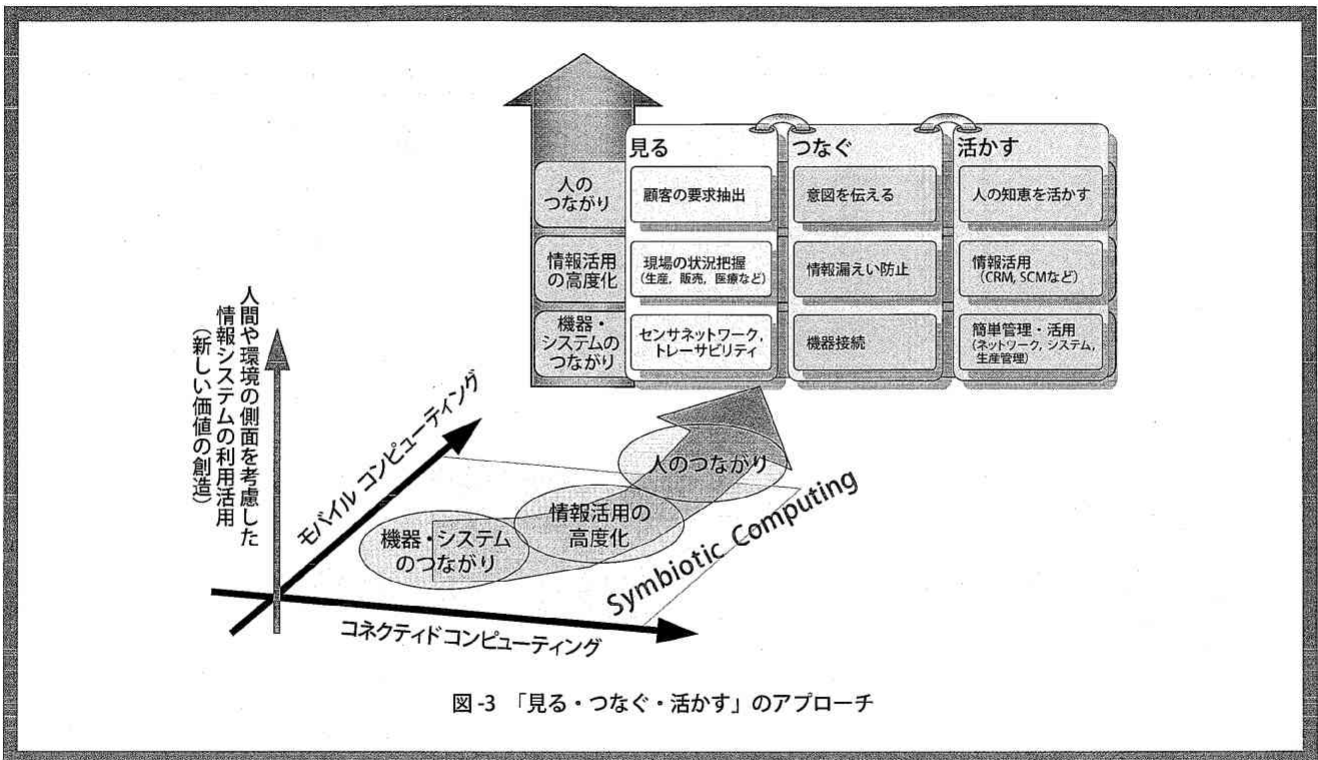 見る
つなぐ
活かす
人の
つながり
顧客の要求抽出
意図を伝える
人の知恵を活かす
情報活用
の高度化
現場の状況把握
(生産, 販売, 医療など)
情報漏えい防止
情報活用
(CRM, SCMなど)
機器・
システムの
つながり
センサネットワーク,
トレーサビリティ
機器接続
簡単管理・活用
(ネットワーク, システム,
生産管理)
人間や環境の側面を考慮した
情報システムの利用活用
(新しい価値の創造)
モバイル コンピューティング
人のつながり
情報活用の
高度化
機器・システム
のつながり
Symbiotic Computing
コネクティドコンピューティング
図-3 「見る・つなぐ・活かす」のアプローチ